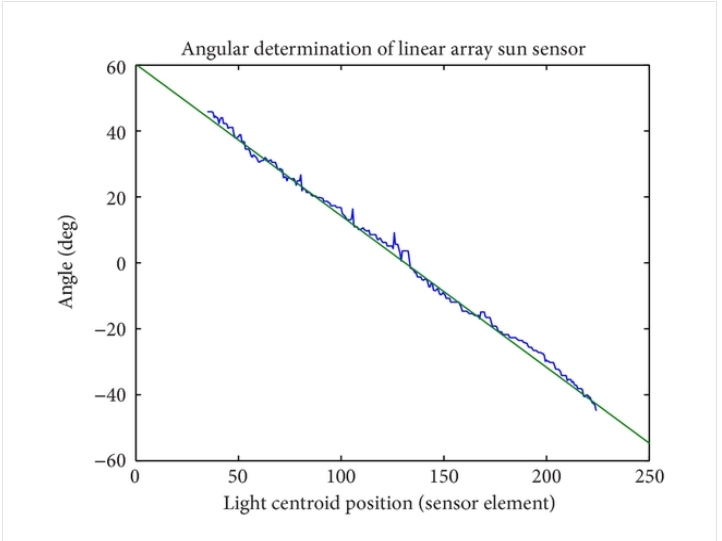 Angular determination of linear array sun sensor
60
40
20
0
−20
−40
−60
Angle (deg)
0 50 100 150 200 250
Light centroid position (sensor element)